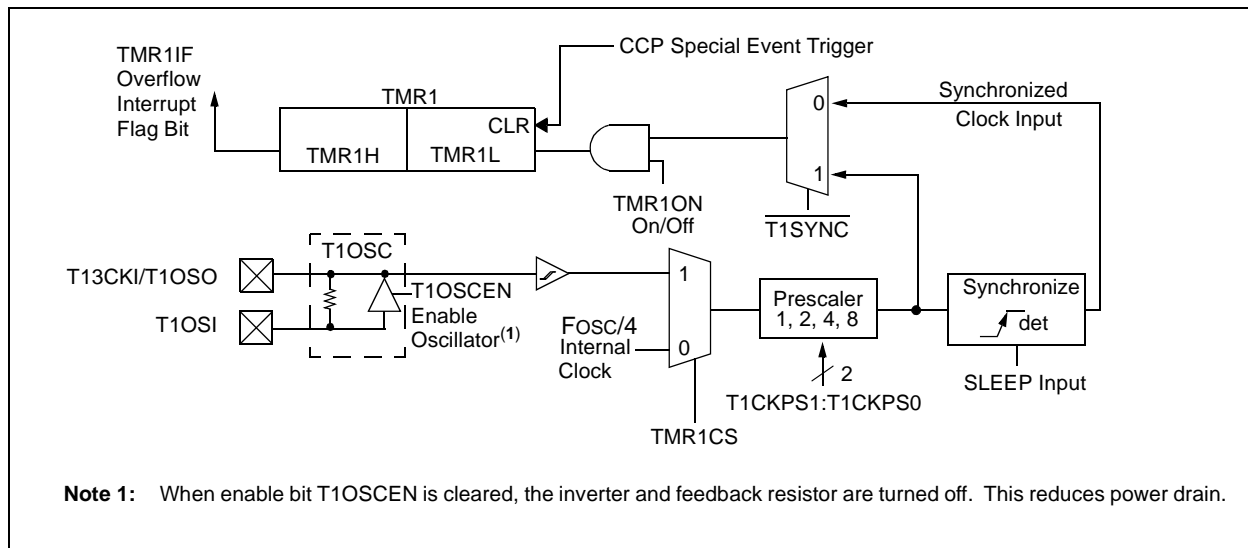 TMR1IF
Overflow
Interrupt
Flag Bit
CCP Special Event Trigger
TMR1
CLR
TMR1H
TMR1L
TMR1ON
On/Off
0
1
T1SYNC
Synchronized
Clock Input
T13CKI/T1OSO
T1OSI
T1OSC
T1OSCEN
Enable
Oscillator(1)
FOSC/4
Internal
Clock
1
0
TMR1CS
Prescaler
1, 2, 4, 8
2
T1CKPS1:T1CKPS0
Synchronize
det
SLEEP Input
Note 1: When enable bit T1OSCEN is cleared, the inverter and feedback resistor are turned off. This reduces power drain.